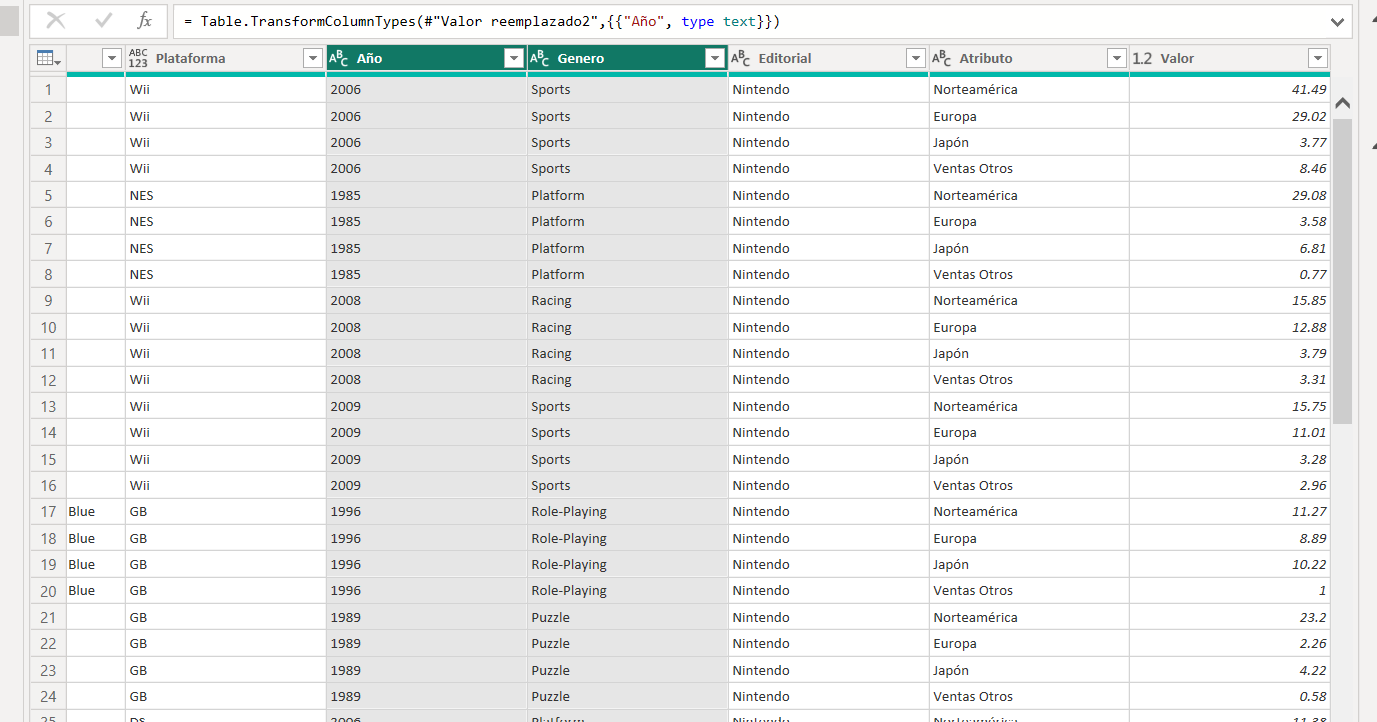 fx = Table.TransformColumnTypes(#"Valor reemplazado2",{{"Año", type text}})
ABC 123 Plataforma ABC Año ABC Genero ABC Editorial ABC Atributo 1.2 Valor
1 Wii 2006 Sports Nintendo Norteamérica 41.49
2 Wii 2006 Sports Nintendo Europa 29.02
3 Wii 2006 Sports Nintendo Japón 3.77
4 Wii 2006 Sports Nintendo Ventas Otros 8.46
5 NES 1985 Platform Nintendo Norteamérica 29.08
6 NES 1985 Platform Nintendo Europa 3.58
7 NES 1985 Platform Nintendo Japón 6.81
8 NES 1985 Platform Nintendo Ventas Otros 0.77
9 Wii 2008 Racing Nintendo Norteamérica 15.85
10 Wii 2008 Racing Nintendo Europa 12.88
11 Wii 2008 Racing Nintendo Japón 3.79
12 Wii 2008 Racing Nintendo Ventas Otros 3.31
13 Wii 2009 Sports Nintendo Norteamérica 15.75
14 Wii 2009 Sports Nintendo Europa 11.01
15 Wii 2009 Sports Nintendo Japón 3.28
16 Wii 2009 Sports Nintendo Ventas Otros 2.96
17 Blue GB 1996 Role-Playing Nintendo Norteamérica 11.27
18 Blue GB 1996 Role-Playing Nintendo Europa 8.89
19 Blue GB 1996 Role-Playing Nintendo Japón 10.22
20 Blue GB 1996 Role-Playing Nintendo Ventas Otros 1
21 GB 1989 Puzzle Nintendo Norteamérica 23.2
22 GB 1989 Puzzle Nintendo Europa 2.26
23 GB 1989 Puzzle Nintendo Japón 4.22
24 GB 1989 Puzzle Nintendo Ventas Otros 0.58
25 DS 2006 Platform Nintendo Norteamérica 11.38